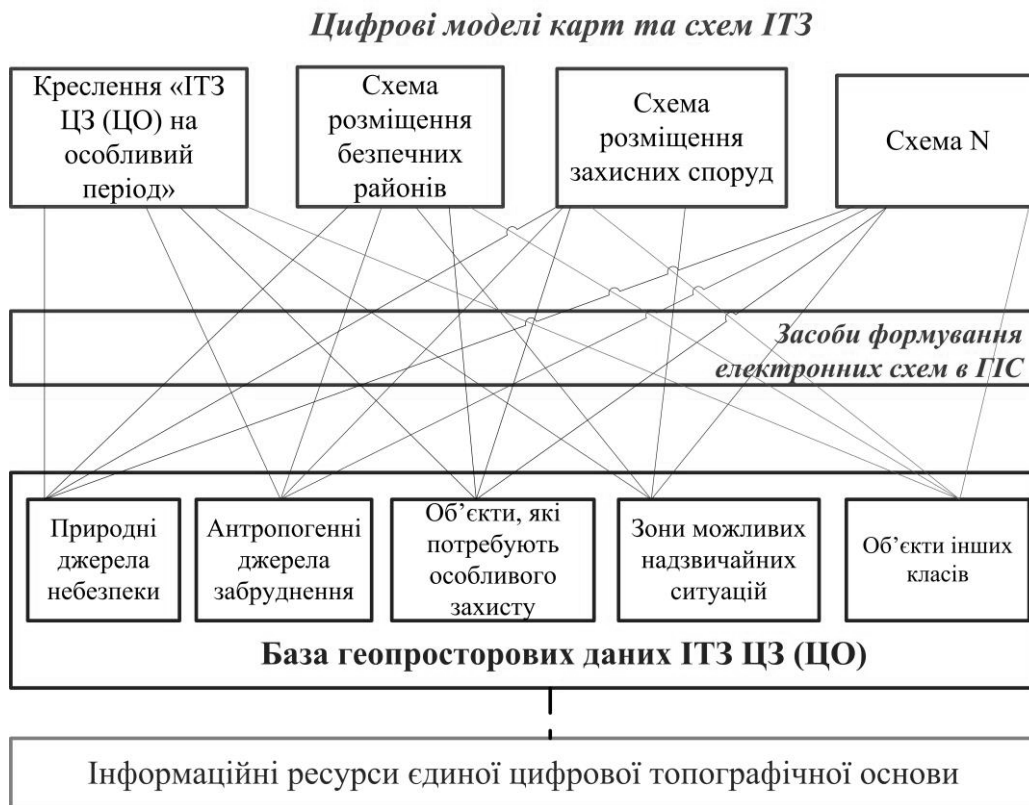 Цифрові моделі карт та схем ІТЗ
Креслення «ІТЗ
ЦЗ (ЦО) на
особливий
період»
Схема
розміщення
безпечних
районів
Схема
розміщення
захисних споруд
Схема N
Засоби формування
електронних схем в ГІС
Природні
джерела
небезпеки
Антропогенні
джерела
забруднення
Об’єкти, які
потребують
особливого
захисту
Зони можливих
надзвичайних
ситуацій
Об’єкти інших
класів
База геопросторових даних ІТЗ ЦЗ (ЦО)
Інформаційні ресурси єдиної цифрової топографічної основи